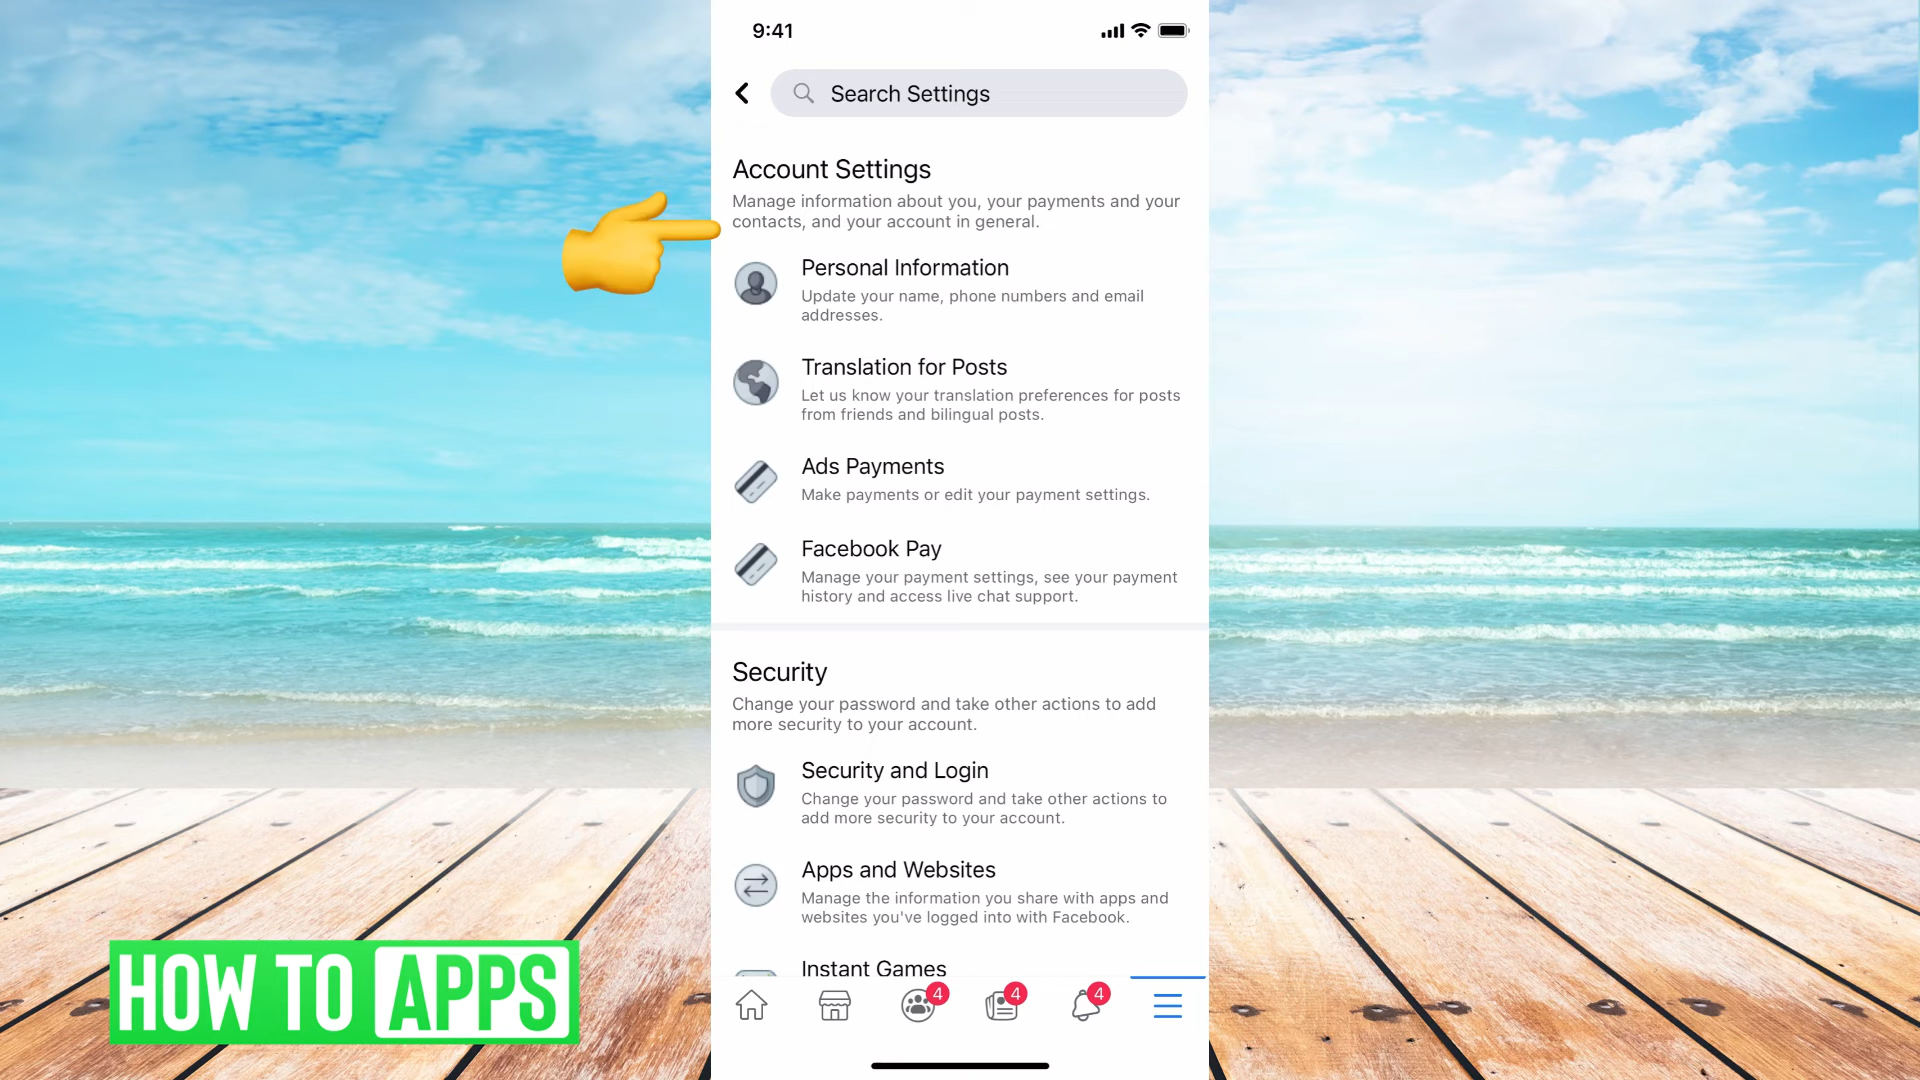 9:41
Search Settings
Account Settings
Manage information about you, your payments and your
contacts, and your account in general.
Personal Information
Update your name, phone numbers and email
addresses.
Translation for Posts
Let us know your translation preferences for posts
from friends and bilingual posts.
Ads Payments
Make payments or edit your payment settings.
Facebook Pay
Manage your payment settings, see your payment
history and access live chat support.
Security
Change your password and take other actions to add
more security to your account.
Security and Login
Change your password and take other actions to
add more security to your account.
Apps and Websites
Manage the information you share with apps and
websites you've logged into with Facebook.
Instant Games
4 4 4
HOW TO APPS